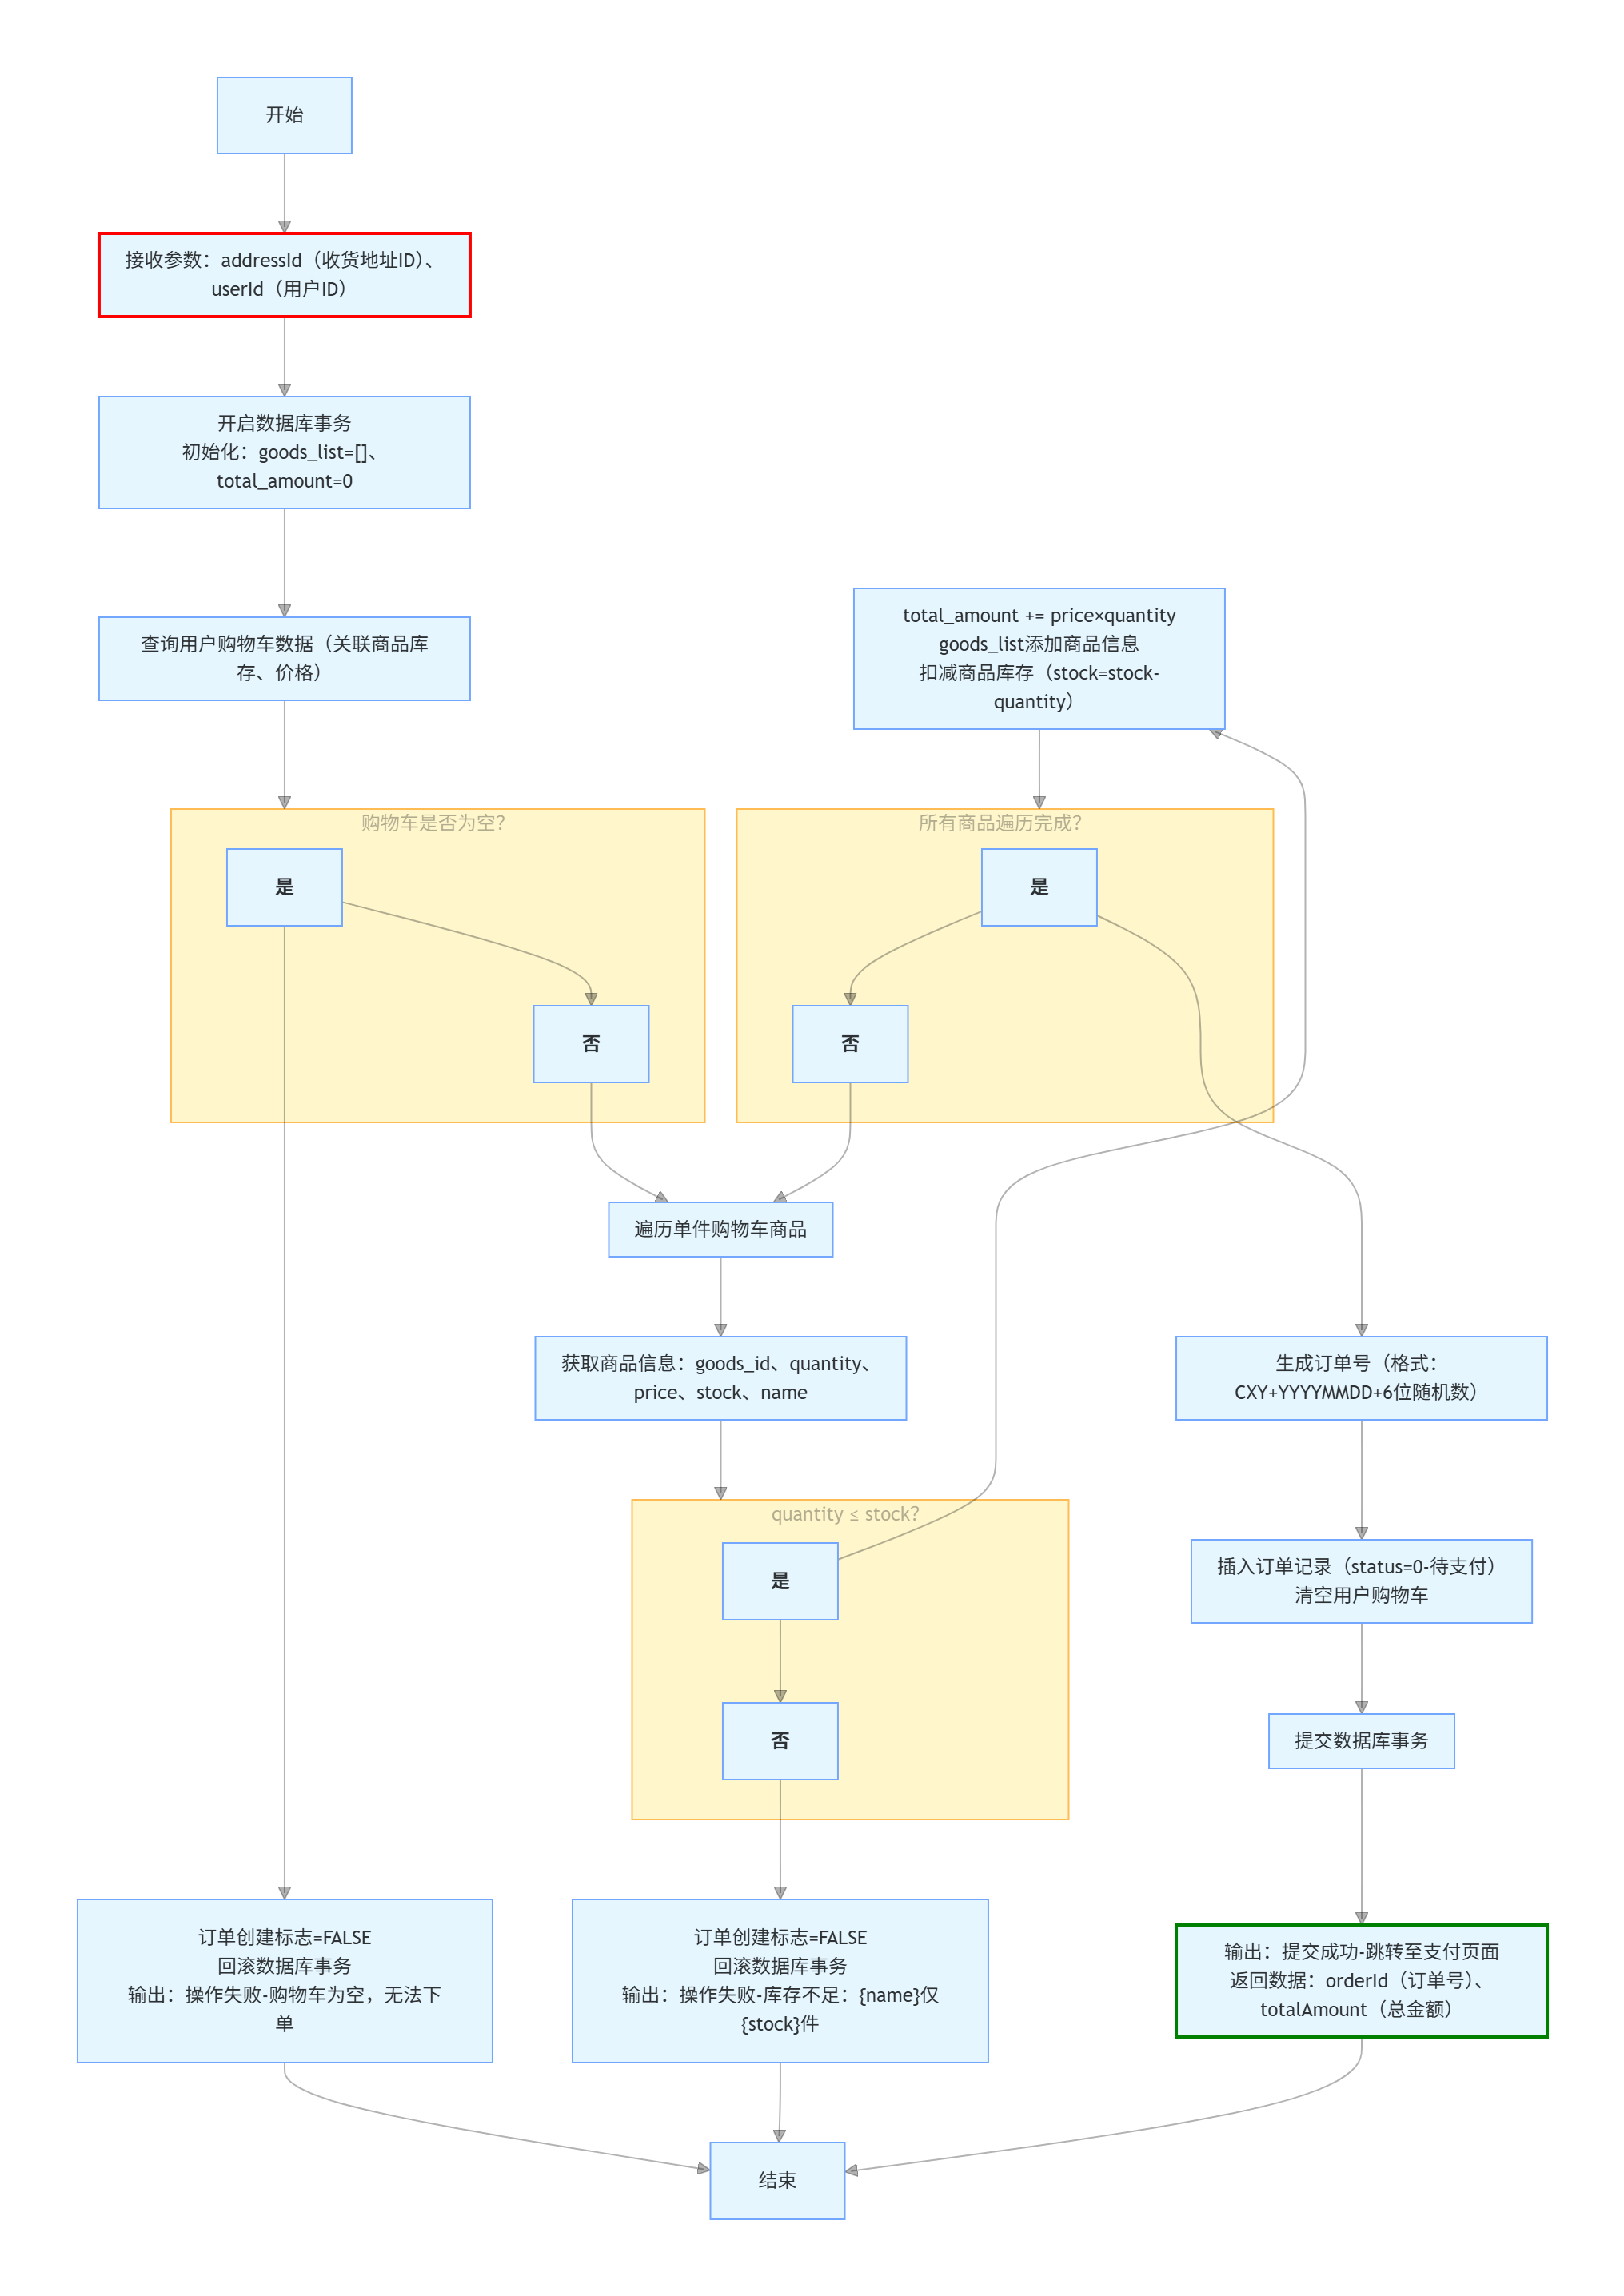 开始
接收参数：addressId（收货地址ID）、
userId（用户ID）
开启数据库事务
初始化：goods_list=[]、
total_amount=0
查询用户购物车数据（关联商品库
存、价格）
total_amount += price×quantity
goods_list添加商品信息
扣减商品库存（stock=stock-
quantity）
购物车是否为空？
是
否
所有商品遍历完成？
是
否
遍历单件购物车商品
获取商品信息：goods_id、quantity、
price、stock、name
生成订单号（格式：
CXY+YYYYMMDD+6位随机数）
quantity ≤ stock？
是
否
插入订单记录（status=0-待支付）
清空用户购物车
提交数据库事务
订单创建标志=FALSE
回滚数据库事务
输出：操作失败-购物车为空，无法下
单
订单创建标志=FALSE
回滚数据库事务
输出：操作失败-库存不足：{name}仅
{stock}件
输出：提交成功-跳转至支付页面
返回数据：orderId（订单号）、
totalAmount（总金额）
结束